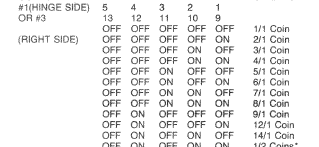 #1(HINGE SIDE) 5 4 3 2 1
OR #3 13 12 11 10 9
OFF OFF OFF OFF OFF 1/1 Coin
(RIGHT SIDE) OFF OFF OFF OFF ON 2/1 Coin
OFF OFF OFF ON OFF 3/1 Coin
OFF OFF OFF ON ON 4/1 Coin
OFF OFF ON OFF OFF 5/1 Coin
OFF OFF ON OFF ON 6/1 Coin
OFF OFF ON ON OFF 7/1 Coin
OFF OFF ON ON ON 8/1 Coin
OFF ON OFF OFF OFF 9/1 Coin
OFF ON OFF OFF ON 12/1 Coin
OFF ON OFF ON OFF 14/1 Coin
OFF ON OFF ON ON 1/2 Coins*